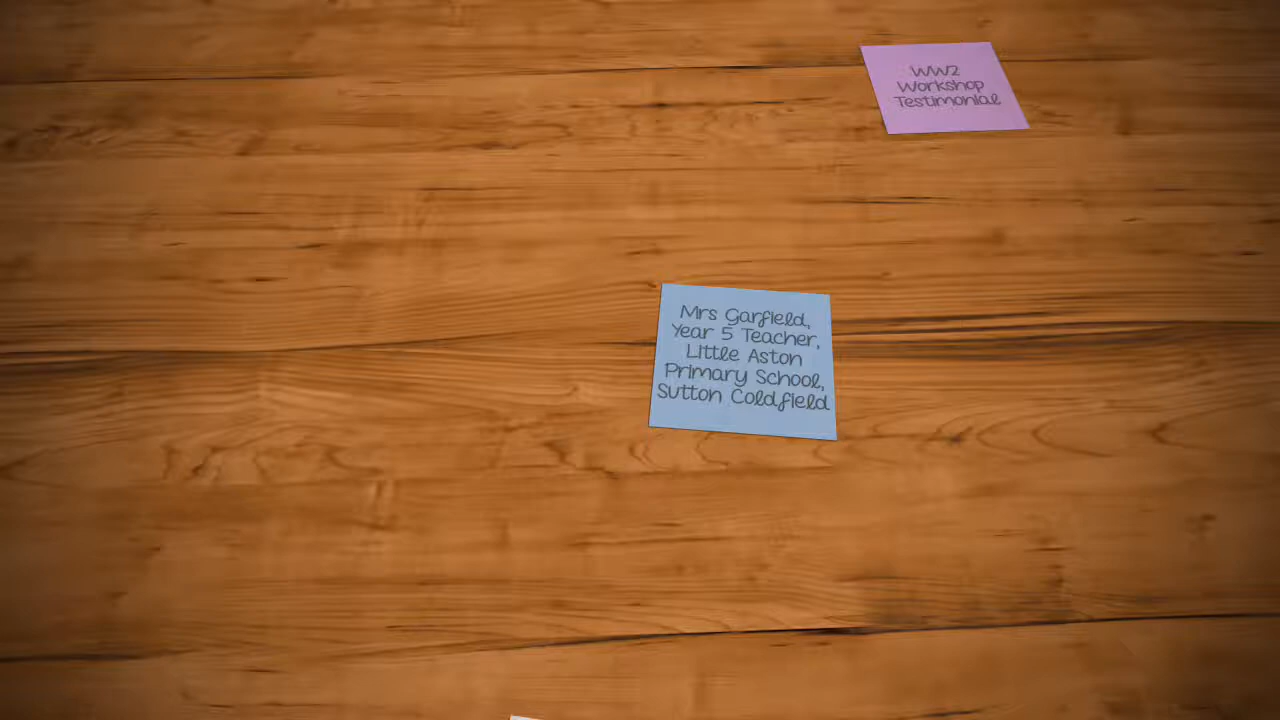 WW2
Workshop
Testimonial
Mrs Garfield,
Year 5 Teacher,
Little Aston
Primary School,
Sutton Coldfield